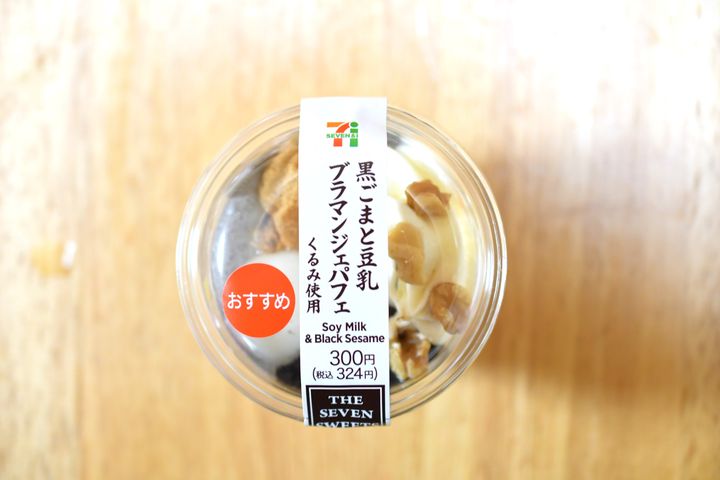 SEVEN & i
黒ごまと豆乳
ブラマンジェパフェ
くるみ使用
おすすめ
Soy Milk
& Black Sesame
300円
(税込 324円)
THE
SEVEN
SWEETS